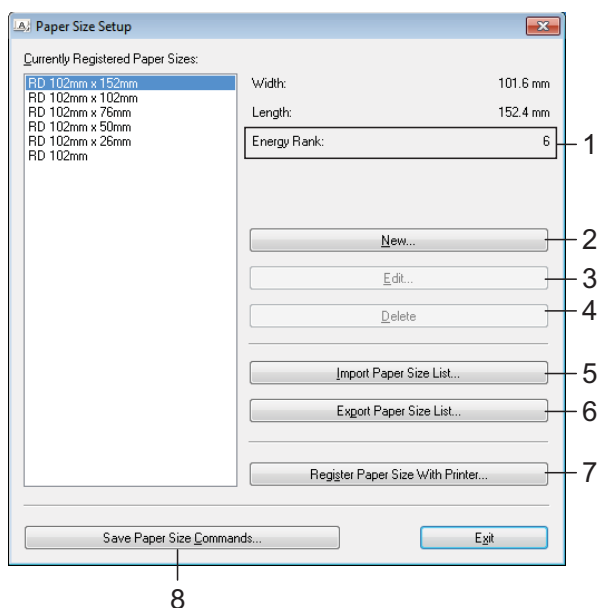 Paper Size Setup
Currently Registered Paper Sizes:
RD 102mm x 152mm
RD 102mm x 102mm
RD 102mm x 76mm
RD 102mm x 50mm
RD 102mm x 26mm
RD 102mm
Width: 101.6 mm
Length: 152.4 mm
Energy Rank: 6 1
New... 2
Edit... 3
Delete 4
Import Paper Size List... 5
Export Paper Size List... 6
Register Paper Size With Printer... 7
Save Paper Size Commands... Exit
8